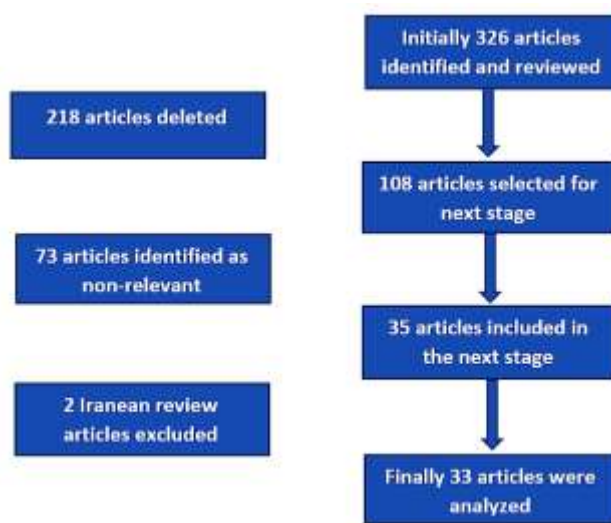 Initially 326 articles
identified and reviewed
218 articles deleted
108 articles selected for
next stage
73 articles identified as
non-relevant
35 articles included in
the next stage
2 Iranean review
articles excluded
Finally 33 articles were
analyzed